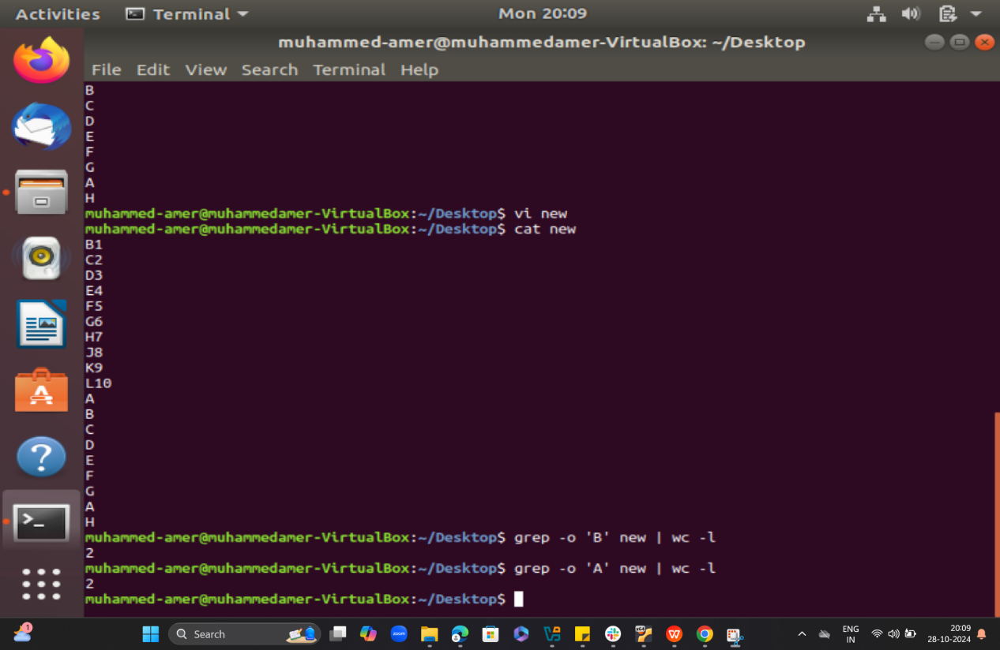 Activities Terminal Mon 20:09
muhammed-amer@muhammedamer-VirtualBox: ~/Desktop
File Edit View Search Terminal Help
B
C
D
E
F
G
A
H
muhammed-amer@muhammedamer-VirtualBox:~/Desktop$ vi new
muhammed-amer@muhammedamer-VirtualBox:~/Desktop$ cat new
B1
C2
D3
E4
F5
G6
H7
J8
K9
L10
A
B
C
D
E
F
G
A
H
muhammed-amer@muhammedamer-VirtualBox:~/Desktop$ grep -o 'B' new | wc -l
2
muhammed-amer@muhammedamer-VirtualBox:~/Desktop$ grep -o 'A' new | wc -l
2
muhammed-amer@muhammedamer-VirtualBox:~/Desktop$
1
Search
zoom
ENG
IN
20:09
28-10-2024